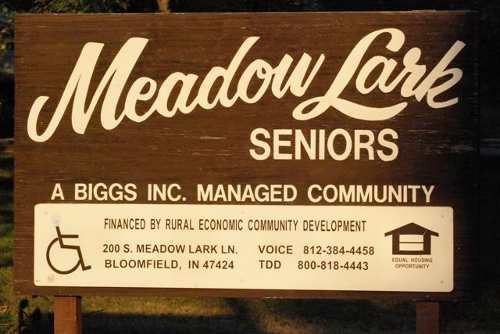 Meadow Lark
SENIORS
A BIGGS INC. MANAGED COMMUNITY
FINANCED BY RURAL ECONOMIC COMMUNITY DEVELOPMENT
200 S. MEADOW LARK LN. VOICE 812-384-4458
BLOOMFIELD, IN 47424 TDD 800-818-4443
EQUAL HOUSING
OPPORTUNITY